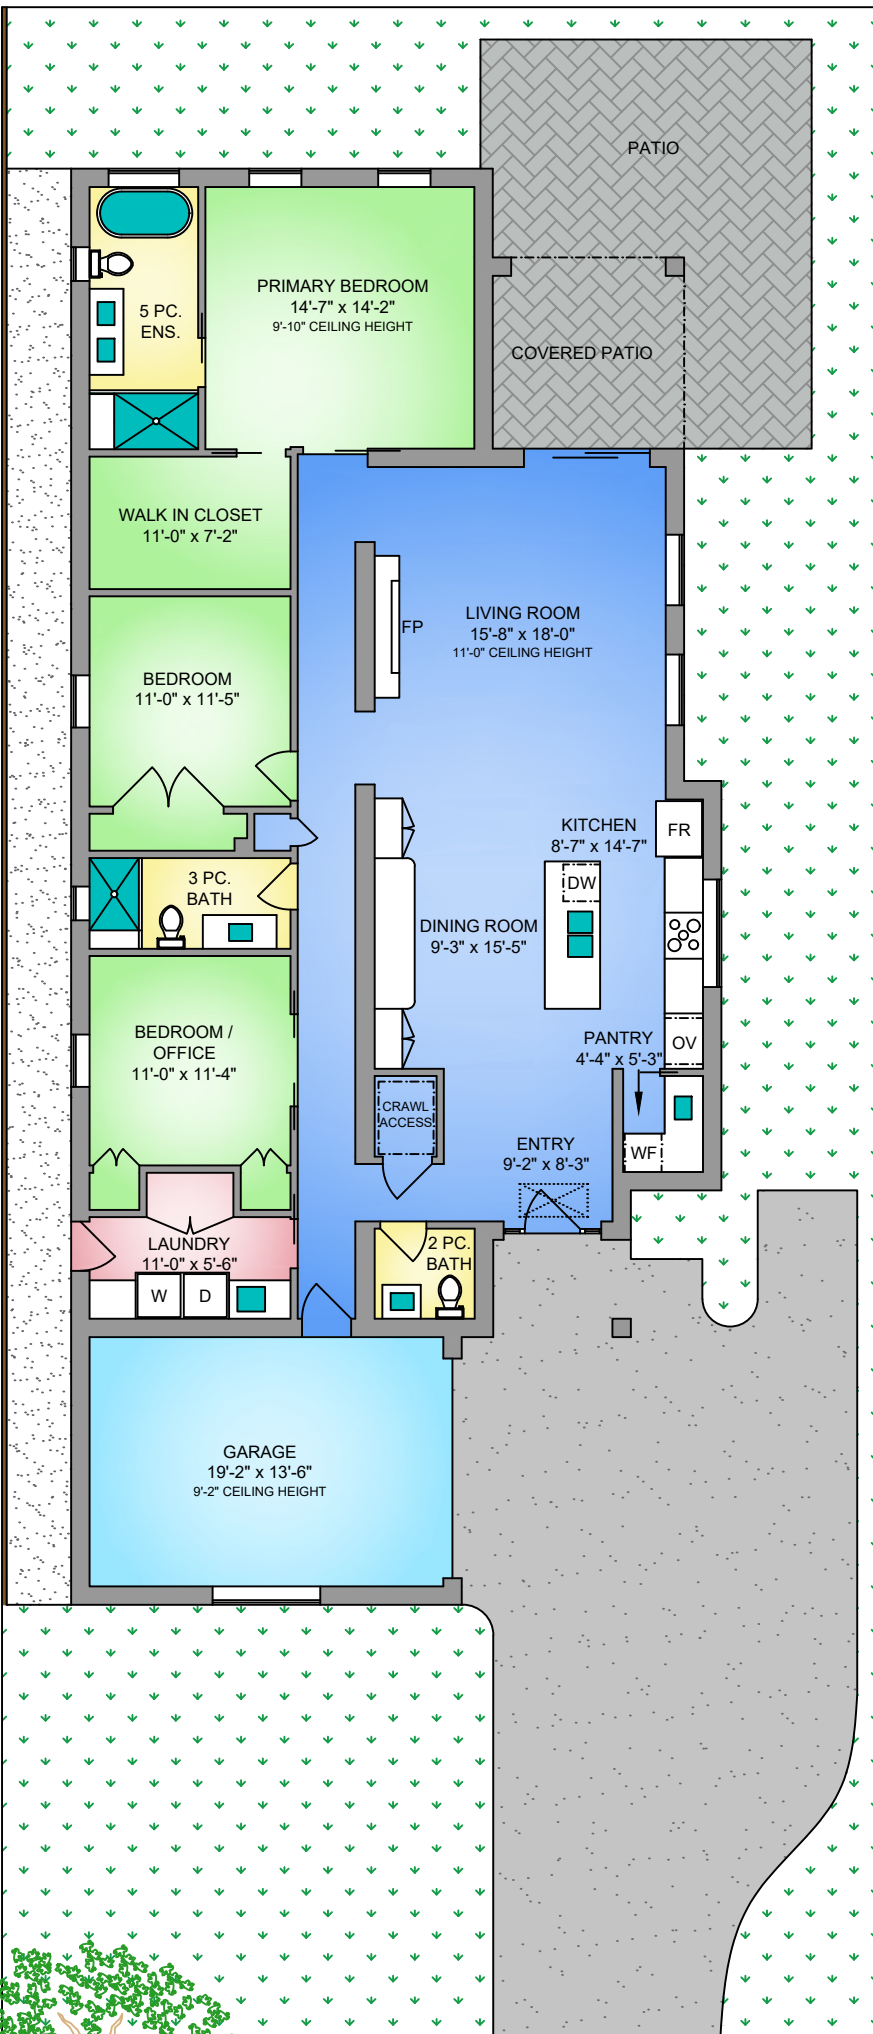 PATIO
PRIMARY BEDROOM
14'-7" x 14'-2"
9'-10" CEILING HEIGHT
5 PC.
ENS.
COVERED PATIO
WALK IN CLOSET
11'-0" x 7'-2"
LIVING ROOM
15'-8" x 18'-0"
11'-0" CEILING HEIGHT
FP
BEDROOM
11'-0" x 11'-5"
KITCHEN
8'-7" x 14'-7"
FR
DW
3 PC.
BATH
DINING ROOM
9'-3" x 15'-5"
BEDROOM /
OFFICE
11'-0" x 11'-4"
PANTRY
4'-4" x 5'-3"
OV
CRAWL
ACCESS
ENTRY
9'-2" x 8'-3"
WF
LAUNDRY
11'-0" x 5'-6"
W
D
2 PC.
BATH
GARAGE
19'-2" x 13'-6"
9'-2" CEILING HEIGHT